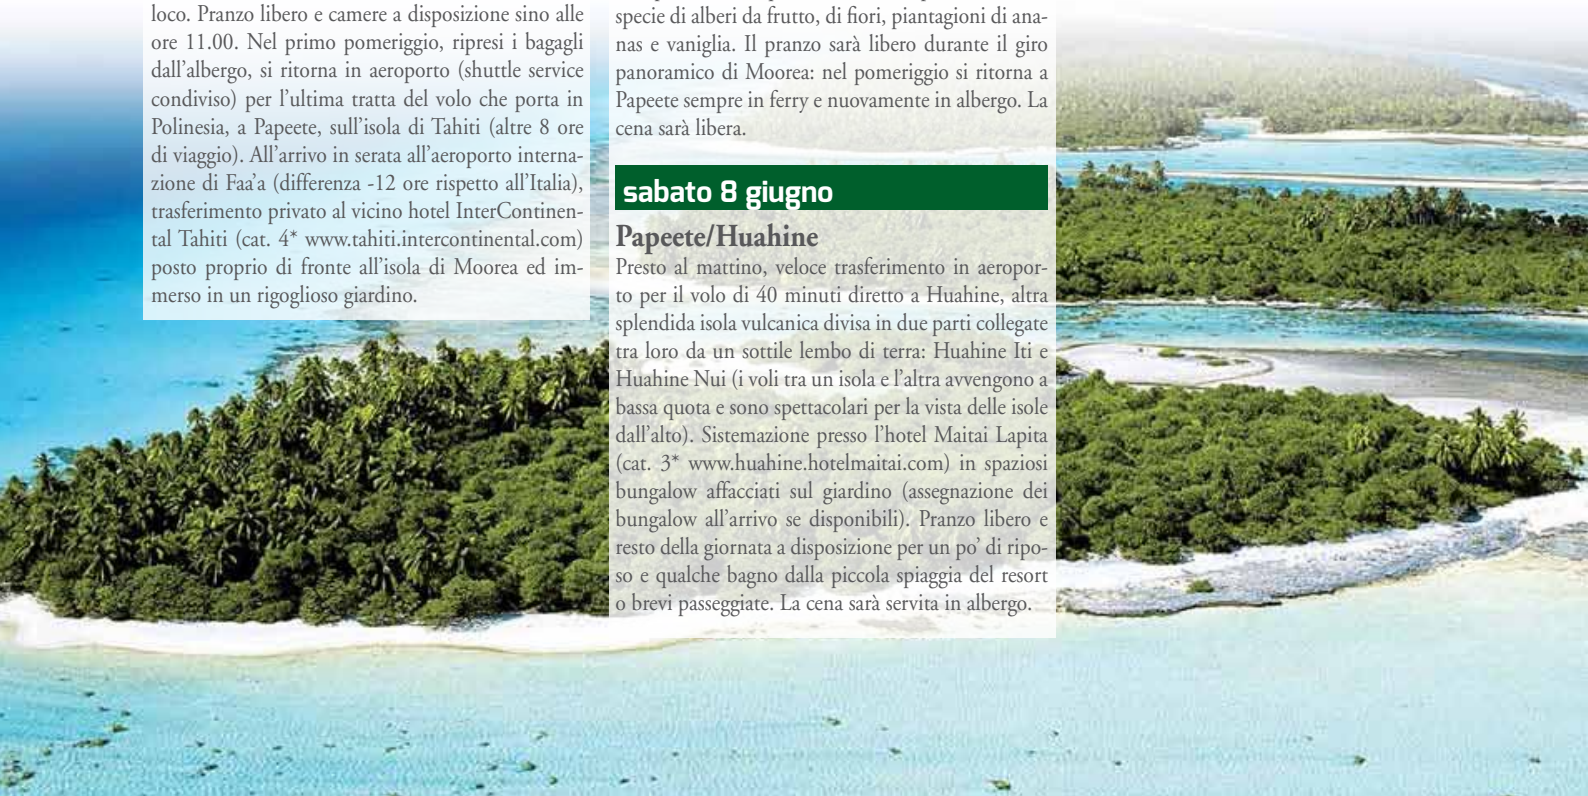 loco. Pranzo libero e camere a disposizione sino alle
ore 11.00. Nel primo pomeriggio, ripresi i bagagli
dall'albergo, si ritorna in aeroporto (shuttle service
condiviso) per l'ultima tratta del volo che porta in
Polinesia, a Papeete, sull'isola di Tahiti (altre 8 ore
di viaggio). All'arrivo in serata all'aeroporto interna-
zione di Faa'a (differenza -12 ore rispetto all'Italia),
trasferimento privato al vicino hotel InterContinen-
tal Tahiti (cat. 4* www.tahiti.intercontinental.com)
posto proprio di fronte all'isola di Moorea ed im-
merso in un rigoglioso giardino.
specie di alberi da frutto, di fiori, piantagioni di ana-
nas e vaniglia. Il pranzo sarà libero durante il giro
panoramico di Moorea: nel pomeriggio si ritorna a
Papeete sempre in ferry e nuovamente in albergo. La
cena sarà libera.
sabato 8 giugno
Papeete/Huahine
Presto al mattino, veloce trasferimento in aeropor-
to per il volo di 40 minuti diretto a Huahine, altra
splendida isola vulcanica divisa in due parti collegate
tra loro da un sottile lembo di terra: Huahine Iti e
Huahine Nui (i voli tra un isola e l'altra avvengono a
bassa quota e sono spettacolari per la vista delle isole
dall'alto). Sistemazione presso l'hotel Maitai Lapita
(cat. 3* www.huahine.hotelmaitai.com) in spaziosi
bungalow affacciati sul giardino (assegnazione dei
bungalow all'arrivo se disponibili). Pranzo libero e
resto della giornata a disposizione per un po' di ripo-
so e qualche bagno dalla piccola spiaggia del resort
o brevi passeggiate. La cena sarà servita in albergo.